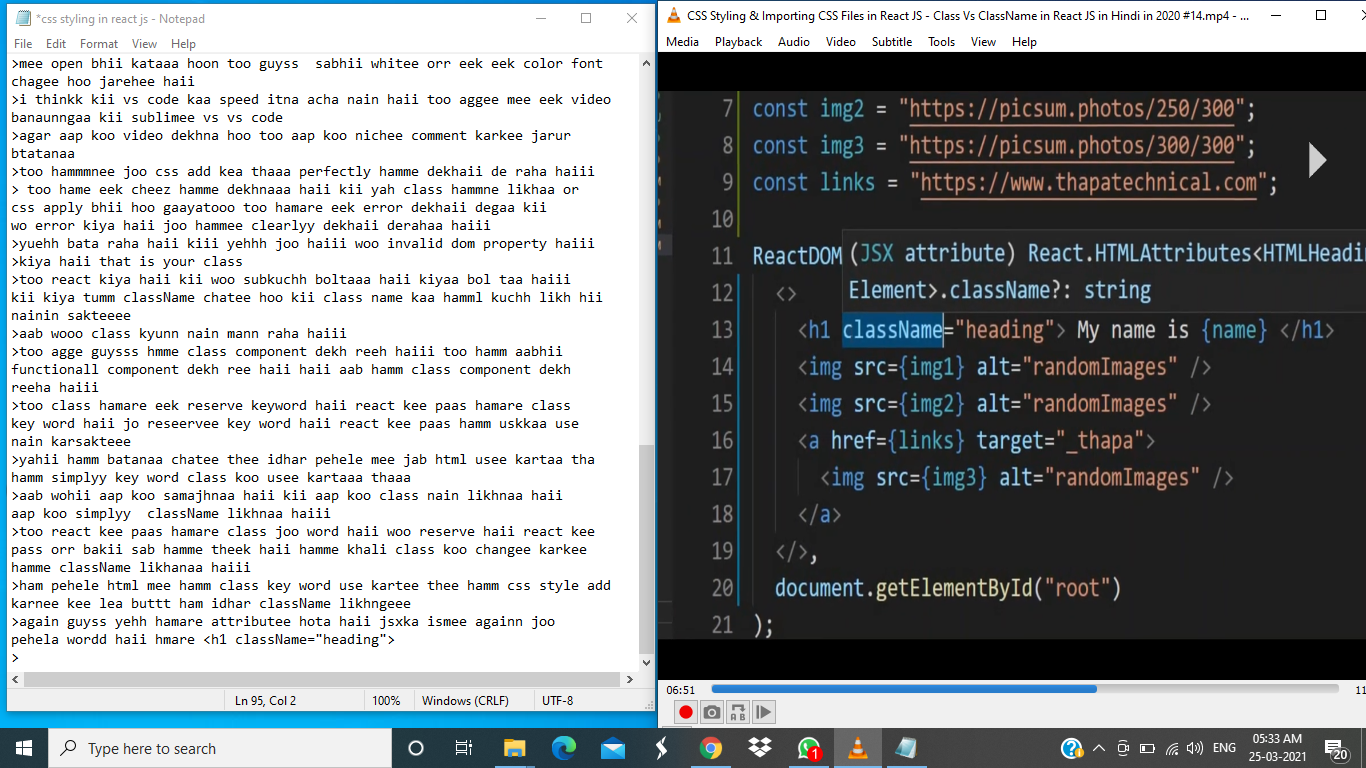 *css styling in react js - Notepad
File Edit Format View Help
>mee open bhii kataaa hoon too guyss  sabhii whitee orr eek eek color font
chagee hoo jarehee haii
>i thinkk kii vs code kaa speed itna acha nain haii too aggee mee eek video
banaunngaa kii sublimee vs vs code
>agar aap koo video dekhna hoo too aap koo nichee comment karkee jarur
btatanaa
>too hammmnee joo css add kea thaaa perfectly hamme dekhaii de raha haiii
> too hame eek cheez hamme dekhnaaa haii kii yah class hammne likhaa or
css apply bhii hoo gaayatooo too hamare eek error dekhaii degaa kii
wo error kiya haii joo hammee clearlyy dekhaii derahaa haiii
>yuehh bata raha haii kiii yehhh joo haiii woo invalid dom property haiii
>kiya haii that is your class
>too react kiya haii kii woo subkuchh boltaaa haii kiyaa bol taa haiii
kii kiya tumm className chatee hoo kii class name kaa hamml kuchh likh hii
nainin sakteeee
>aab wooo class kyunn nain mann raha haiii
>too agge guysss hmme class component dekh reeh haiii too hamm aabhii
functionall component dekh ree haii haii aab hamm class component dekh
reeha haiii
>too class hamare eek reserve keyword haii react kee paas hamare class
key word haii jo reseervee key word haii react kee paas hamm uskkaa use
nain karsakteee
>yahii hamm batanaa chatee thee idhar pehele mee jab html usee kartaa tha
hamm simplyy key word class koo usee kartaaa thaaa
>aab wohii aap koo samajhnaa haii kii aap koo class nain likhnaa haii
aap koo simplyy  className likhnaa haiii
>too react kee paas hamare class joo word haii woo reserve haii react kee
pass orr bakii sab hamme theek haii hamme khali class koo changee karkee
hamme className likhanaa haiii
>ham pehele html mee hamm class key word use kartee thee hamm css style add
karnee kee lea buttt ham idhar className likhngeee
>again guyss yehh hamare attributee hota haii jsxka ismee againn joo
pehela wordd haii hmare <h1 className="heading">
>
Ln 95, Col 2 100% Windows (CRLF) UTF-8
CSS Styling & Importing CSS Files in React JS - Class Vs ClassName in React JS in Hindi in 2020 #14.mp4 - ...
Media Playback Audio Video Subtitle Tools View Help
7 const img2 = "https://picsum.photos/250/300";
8 const img3 = "https://picsum.photos/300/300";
9 const links = "https://www.thapatechnical.com";
10
11 ReactDOM
(JSX attribute) React.HTMLAttributes<HTMLHeadin
Element>.className?: string
12 <>
13 <h1 className="heading"> My name is {name} </h1>
14 <img src={img1} alt="randomImages" />
15 <img src={img2} alt="randomImages" />
16 <a href={links} target="_thapa">
17 <img src={img3} alt="randomImages" />
18 </a>
19 </>,
20 document.getElementById("root")
21 );
06:51 11
Type here to search
1
ENG
05:33 AM
25-03-2021
20